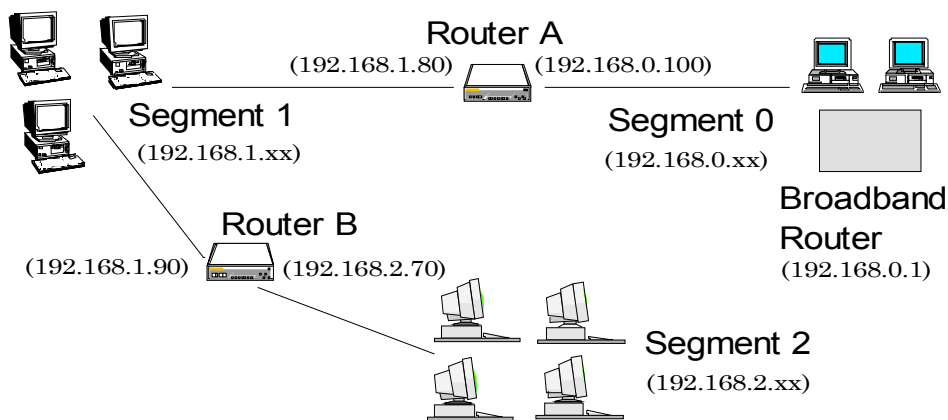 Router A
(192.168.1.80)
(192.168.0.100)
Segment 1
(192.168.1.xx)
Segment 0
(192.168.0.xx)
Broadband
Router
(192.168.0.1)
Router B
(192.168.1.90)
(192.168.2.70)
Segment 2
(192.168.2.xx)